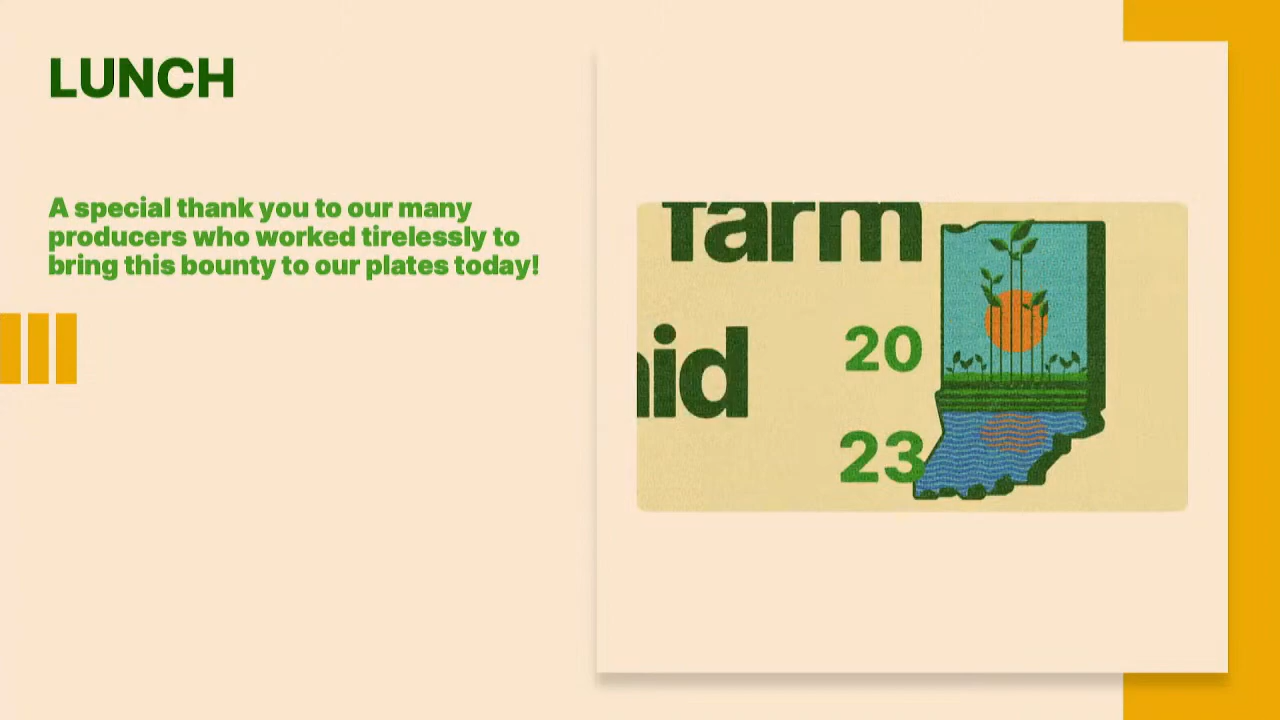 LUNCH
A special thank you to our many
producers who worked tirelessly to
bring this bounty to our plates today!
farm
20
aid
23